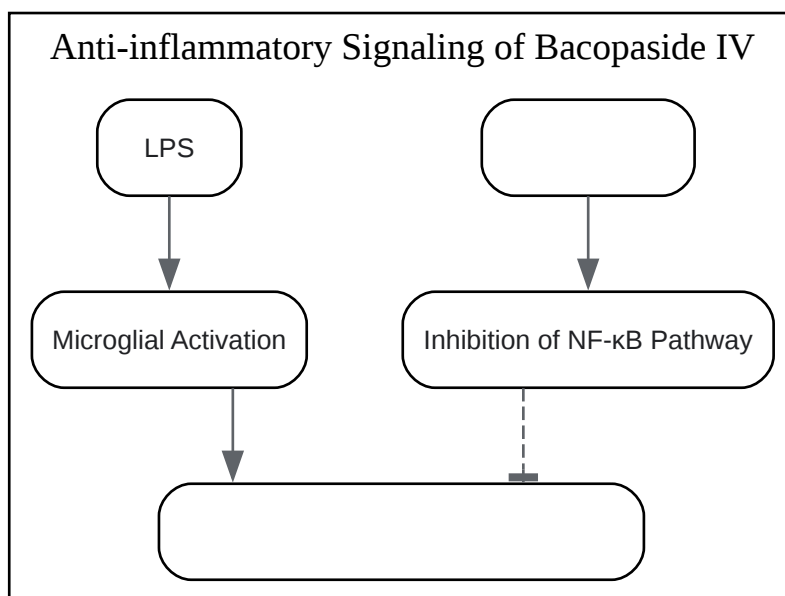 Anti-inflammatory Signaling of Bacopaside IV
LPS
Microglial Activation
Inhibition of NF-κB Pathway